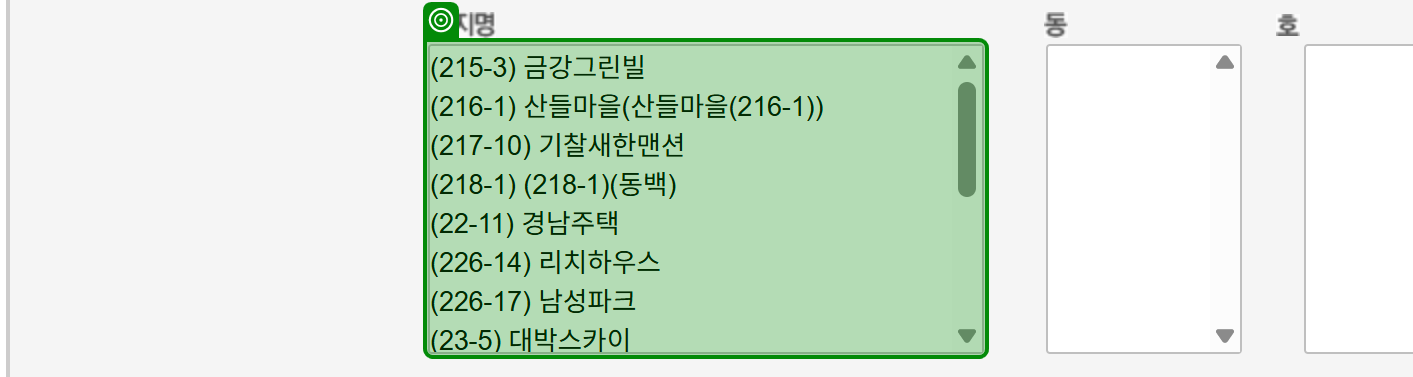 지명
동
호
(215-3) 금강그린빌
(216-1) 산들마을(산들마을(216-1))
(217-10) 기찰새한맨션
(218-1) (218-1)(동백)
(22-11) 경남주택
(226-14) 리치하우스
(226-17) 남성파크
(23-5) 대박스카이